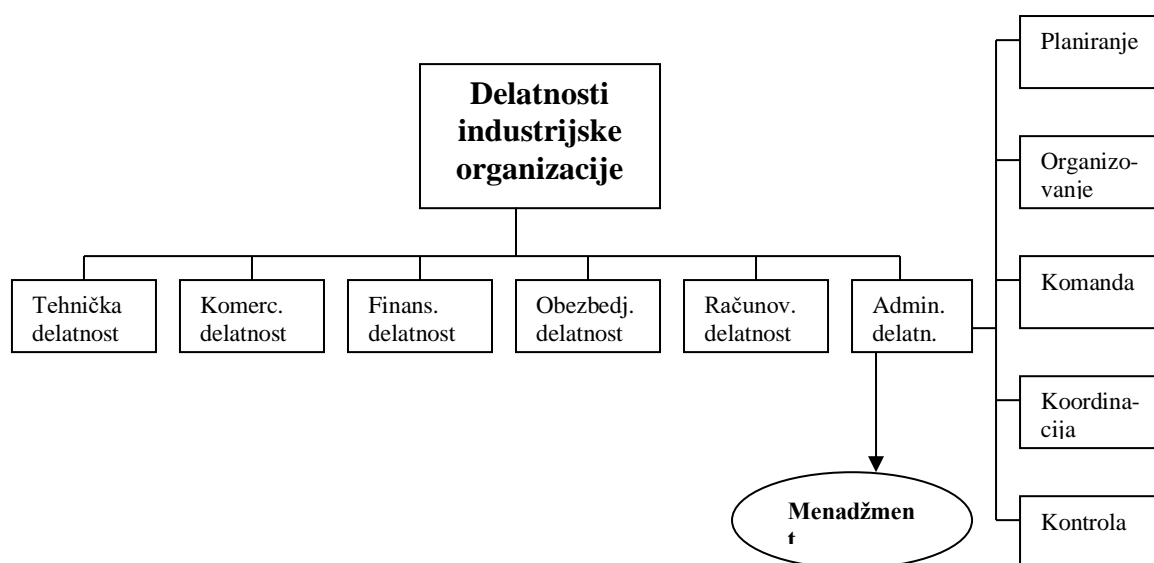 Delatnosti
industrijske
organizacije
Tehnička
delatnost
Komerc.
delatnost
Finans.
delatnost
Obezbedj.
delatnost
Računov.
delatnost
Admin.
delatn.
Menadžmen
t
Planiranje
Organizo-
vanje
Komanda
Koordina-
cija
Kontrola